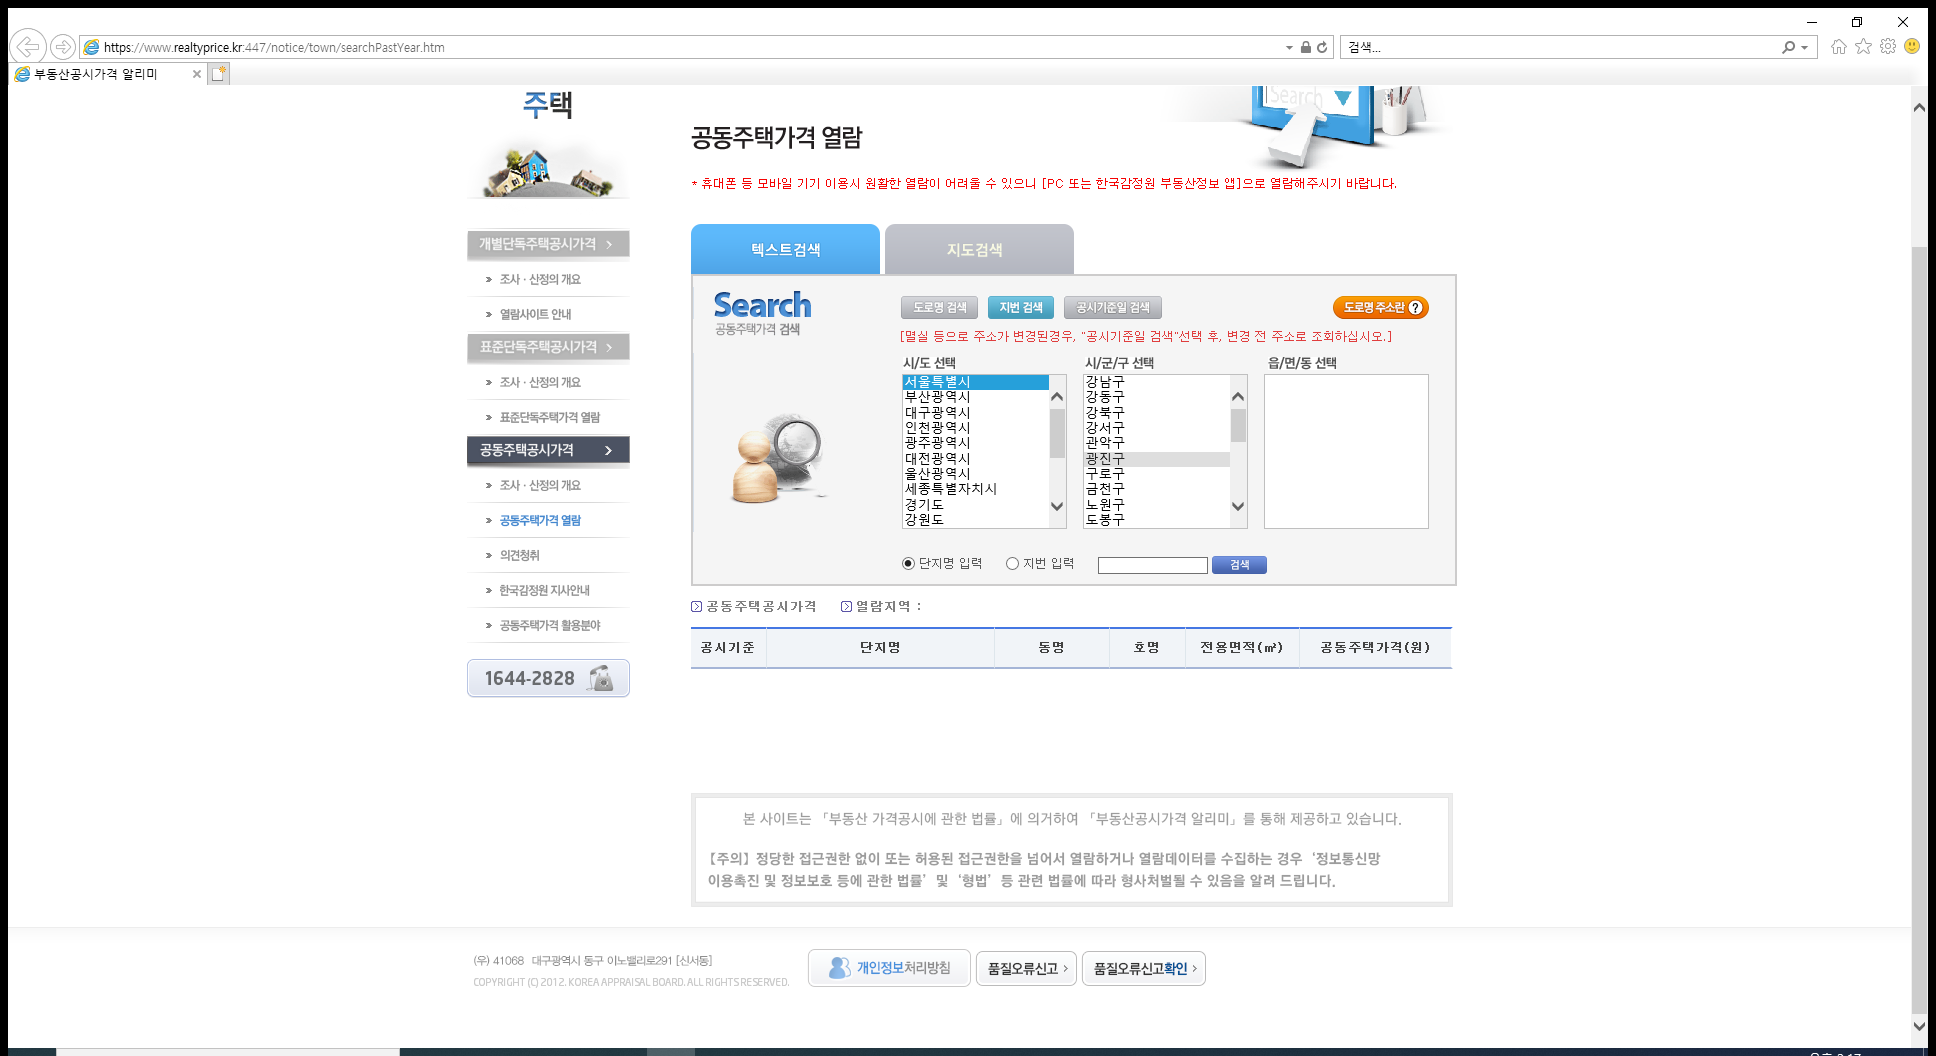 https://www.realtyprice.kr:447/notice/town/searchPastYear.htm
검색...
부동산공시가격 알리미
주택
Search
공동주택가격 열람
* 휴대폰 등 모바일 기기 이용시 원활한 열람이 어려울 수 있으니 [PC 또는 한국감정원 부동산정보 앱]으로 열람해주시기 바랍니다.
개별단독주택공시가격
조사 · 산정의 개요
열람사이트 안내
표준단독주택공시가격
조사 · 산정의 개요
표준단독주택가격 열람
공동주택공시가격
조사 · 산정의 개요
공동주택가격 열람
의견청취
한국감정원 지사안내
공동주택가격 활용분야
1644-2828
텍스트검색
지도검색
Search
공동주택가격 검색
도로명 검색
지번 검색
공시기준일 검색
도로명 주소란 ?
[멸실 등으로 주소가 변경된경우, "공시기준일 검색"선택 후, 변경 전 주소로 조회하십시오.]
시/도 선택
서울특별시
부산광역시
대구광역시
인천광역시
광주광역시
대전광역시
울산광역시
세종특별자치시
경기도
강원도
시/군/구 선택
강남구
강동구
강북구
강서구
관악구
광진구
구로구
금천구
노원구
도봉구
읍/면/동 선택
단지명 입력
지번 입력
검색
공동주택공시가격
열람지역 :
공시기준 단지명 동명 호명 전용면적(㎡) 공동주택가격(원)
본 사이트는 「부동산 가격공시에 관한 법률」에 의거하여 「부동산공시가격 알리미」를 통해 제공하고 있습니다.
【주의】 정당한 접근권한 없이 또는 허용된 접근권한을 넘어서 열람하거나 열람데이터를 수집하는 경우 ‘정보통신망
이용촉진 및 정보보호 등에 관한 법률’ 및 ‘형법’ 등 관련 법률에 따라 형사처벌될 수 있음을 알려 드립니다.
(우) 41068 대구광역시 동구 이노밸리로291 [신서동]
COPYRIGHT (C) 2012. KOREA APPRAISAL BOARD. ALL RIGHTS RESERVED.
개인정보처리방침
품질오류신고
품질오류신고확인